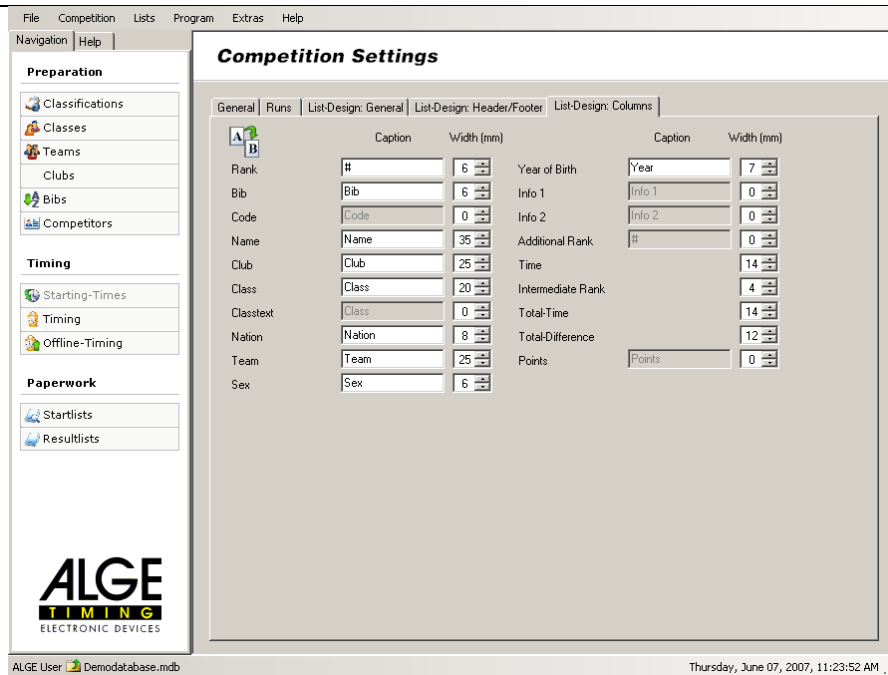 File Competition Lists Program Extras Help
Navigation Help
Preparation
Classifications
Classes
Teams
Clubs
Bibs
Competitors
Timing
Starting-Times
Timing
Offline-Timing
Paperwork
Startlists
Resultlists
ALGE
TIMING
ELECTRONIC DEVICES
Competition Settings
General Runs List-Design: General List-Design: Header/Footer List-Design: Columns
A B Caption Width (mm) Caption Width (mm)
Rank # 6 Year of Birth Year 7
Bib Bib 6 Info 1 Info 1 0
Code Code 0 Info 2 Info 2 0
Name Name 35 Additional Rank # 0
Club Club 25 Time 14
Class Class 20 Intermediate Rank 4
Classtext Class 0 Total-Time 14
Nation Nation 8 Total-Difference 12
Team Team 25 Points Points 0
Sex Sex 6
ALGE User Demodatabase.mdb Thursday, June 07, 2007, 11:23:52 AM